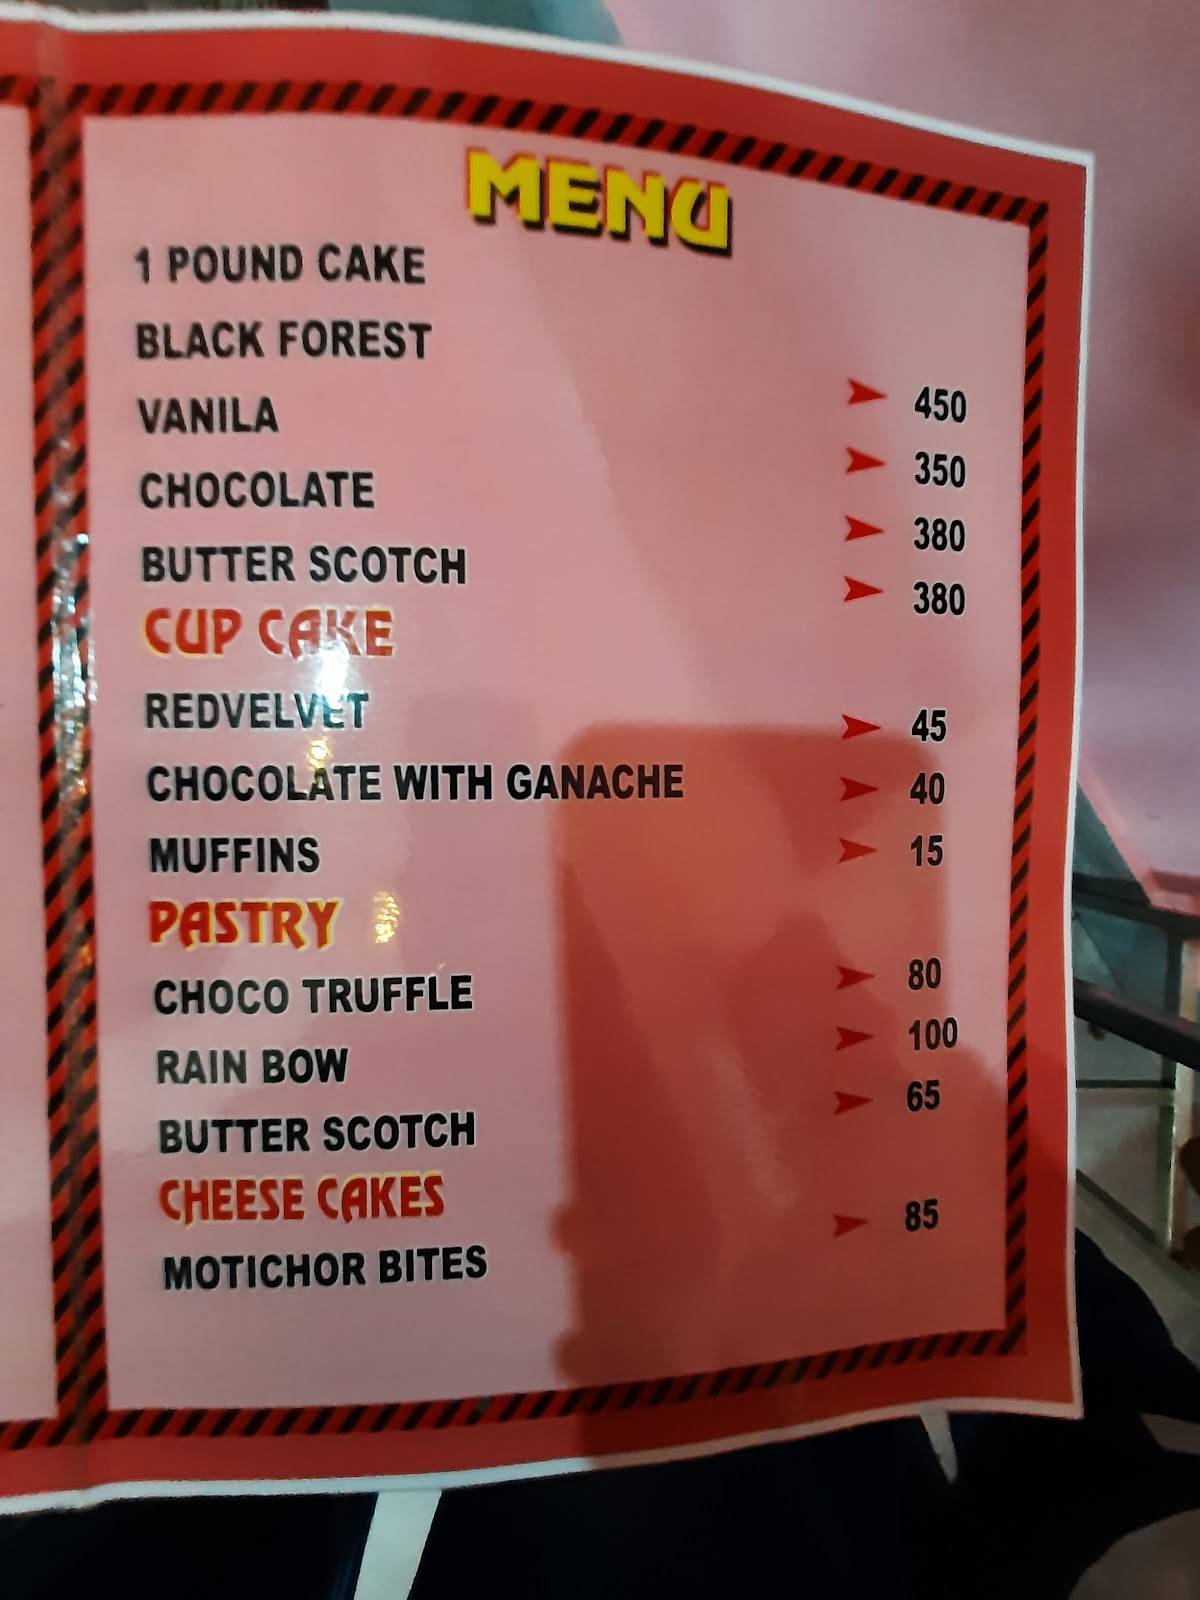 MENU
1 POUND CAKE
BLACK FOREST 450
VANILA 350
CHOCOLATE 380
BUTTER SCOTCH 380
CUP CAKE
REDVELVET 45
CHOCOLATE WITH GANACHE 40
MUFFINS 15
PASTRY
CHOCO TRUFFLE 80
RAIN BOW 100
BUTTER SCOTCH 65
CHEESE CAKES
MOTICHOR BITES 85